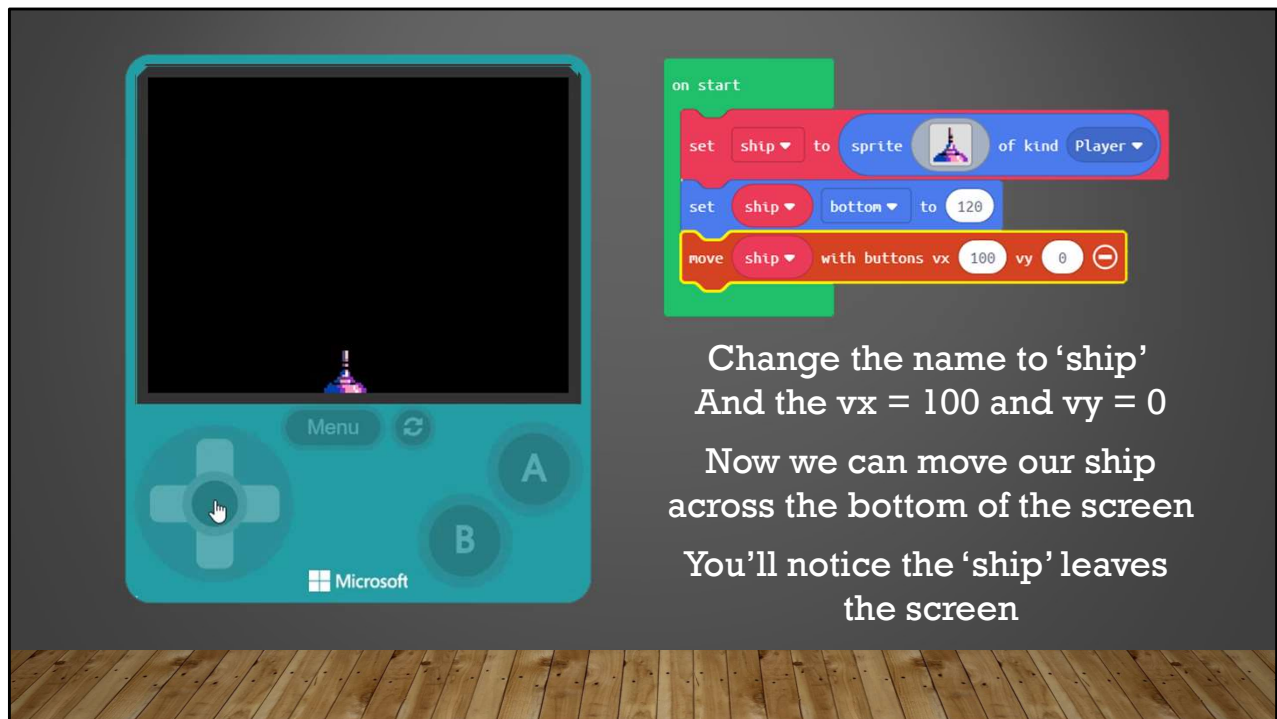 on start
set ship to sprite of kind Player
set ship bottom to 120
move ship with buttons vx 100 vy 0
Menu
A
B
Microsoft
Change the name to ‘ship’
And the vx = 100 and vy = 0
Now we can move our ship
across the bottom of the screen
You’ll notice the ‘ship’ leaves
the screen